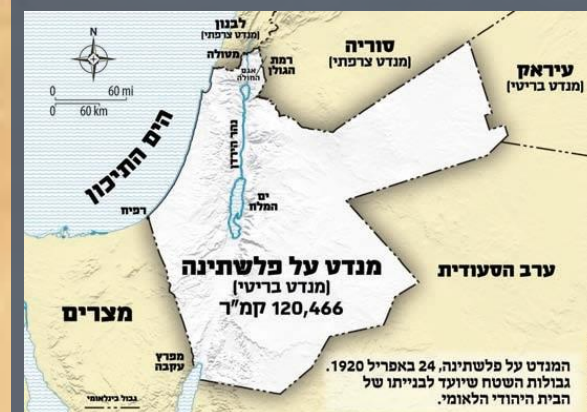 N
0 60 mi
0 60 km
לבנון
(מנדט צרפתי)
מטולה
אגם
החולה
רמת
הגולן
סוריה
(מנדט צרפתי)
עיראק
(מנדט בריטי)
הים התיכון
נהר הירדן
ים
המלח
רפיח
מנדט על פלשתינה
(מנדט בריטי)
120,466 קמ"ר
ערב הסעודית
מצרים
מפרץ
עקבה
גבול בינלאומי
המנדט על פלשתינה, 24 באפריל 1920.
גבולות השטח שיועד לבנייתו של
הבית היהודי הלאומי.